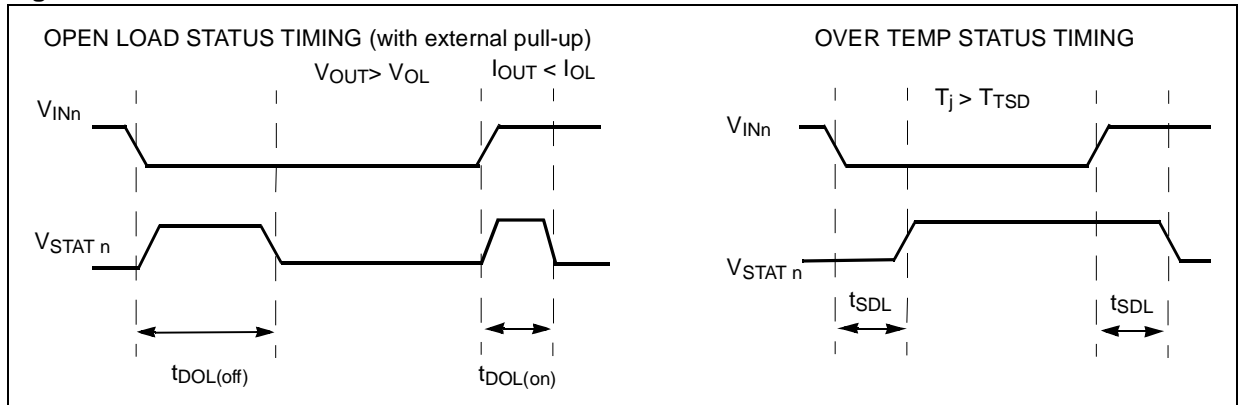 OPEN LOAD STATUS TIMING (with external pull-up)
VOUT> VOL
IOUT < IOL
VINn
VSTAT n
tDOL(off)
tDOL(on)
OVER TEMP STATUS TIMING
Tj > TTSD
VINn
VSTAT n
tSDL
tSDL